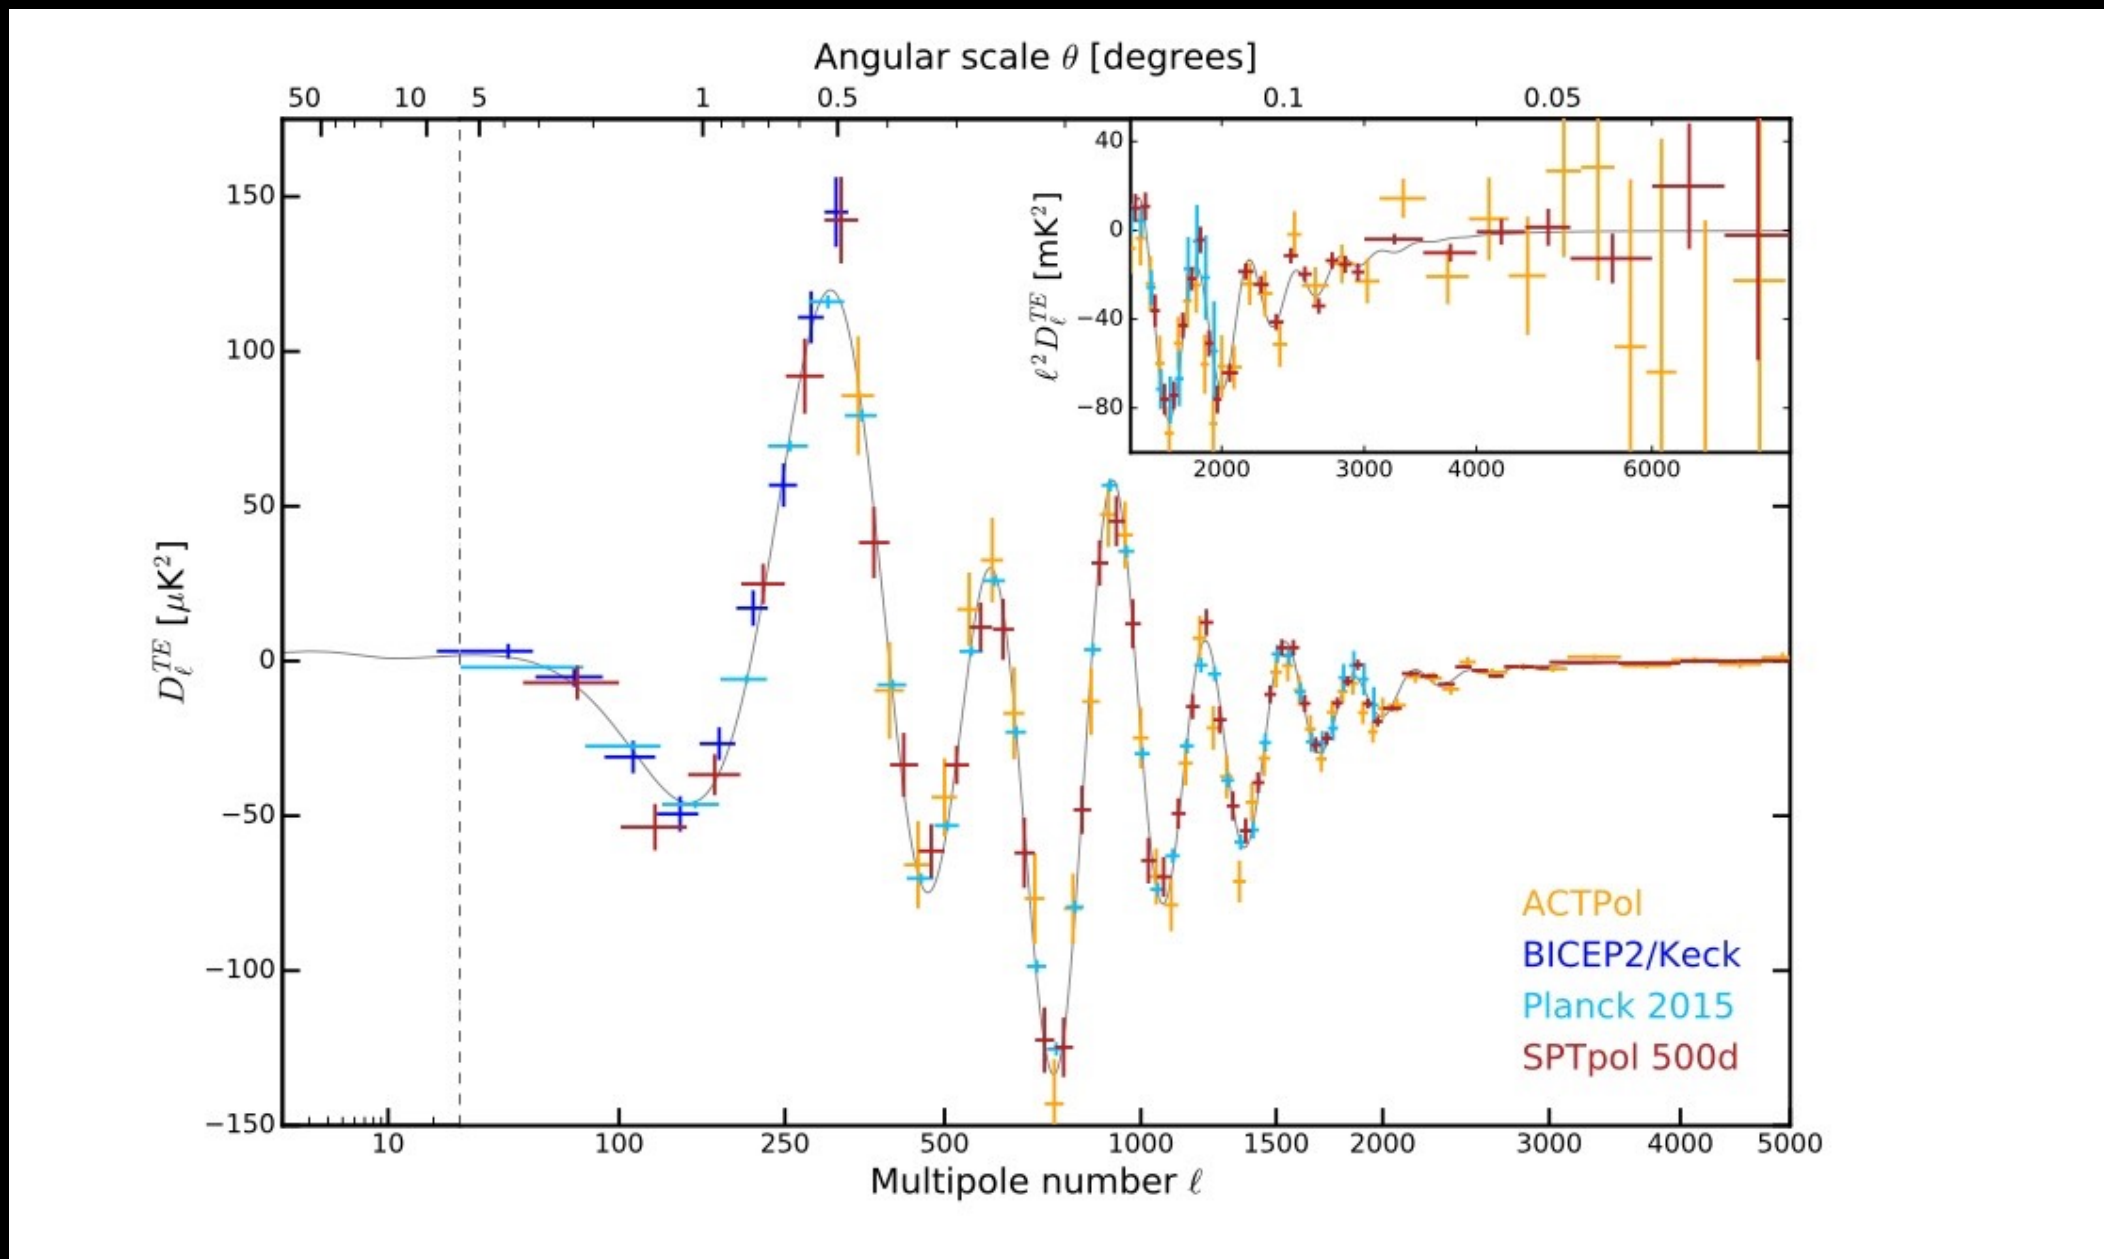 Angular scale θ [degrees]
50 10 5 1 0.5 0.1 0.05
150
100
50
0
−50
−100
−150
D_ℓ^{TE} [μK²]
10 100 250 500 1000 1500 2000 3000 4000 5000
Multipole number ℓ
40
0
−40
−80
ℓ² D_ℓ^{TE} [mK²]
2000 3000 4000 6000
ACTPol
BICEP2/Keck
Planck 2015
SPTpol 500d